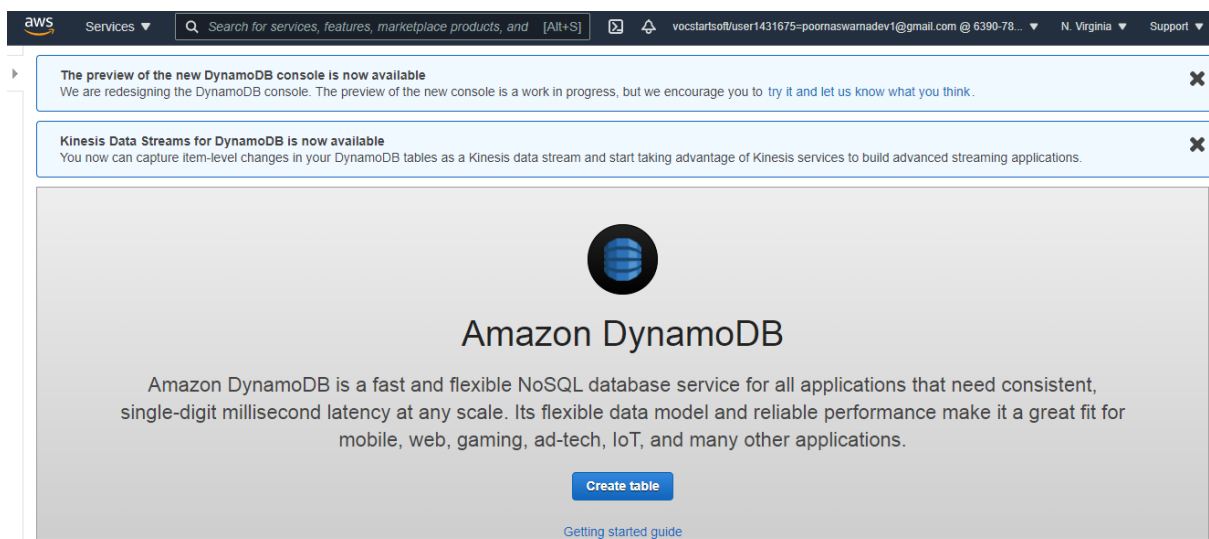 aws
Services ▼ Search for services, features, marketplace products, and [Alt+S] vocstartsoft/user1431675=poornaswarnadev1@gmail.com @ 6390-78... ▼ N. Virginia ▼ Support ▼
The preview of the new DynamoDB console is now available
We are redesigning the DynamoDB console. The preview of the new console is a work in progress, but we encourage you to try it and let us know what you think.
Kinesis Data Streams for DynamoDB is now available
You now can capture item-level changes in your DynamoDB tables as a Kinesis data stream and start taking advantage of Kinesis services to build advanced streaming applications.
Amazon DynamoDB
Amazon DynamoDB is a fast and flexible NoSQL database service for all applications that need consistent,
single-digit millisecond latency at any scale. Its flexible data model and reliable performance make it a great fit for
mobile, web, gaming, ad-tech, IoT, and many other applications.
Create table
Getting started guide